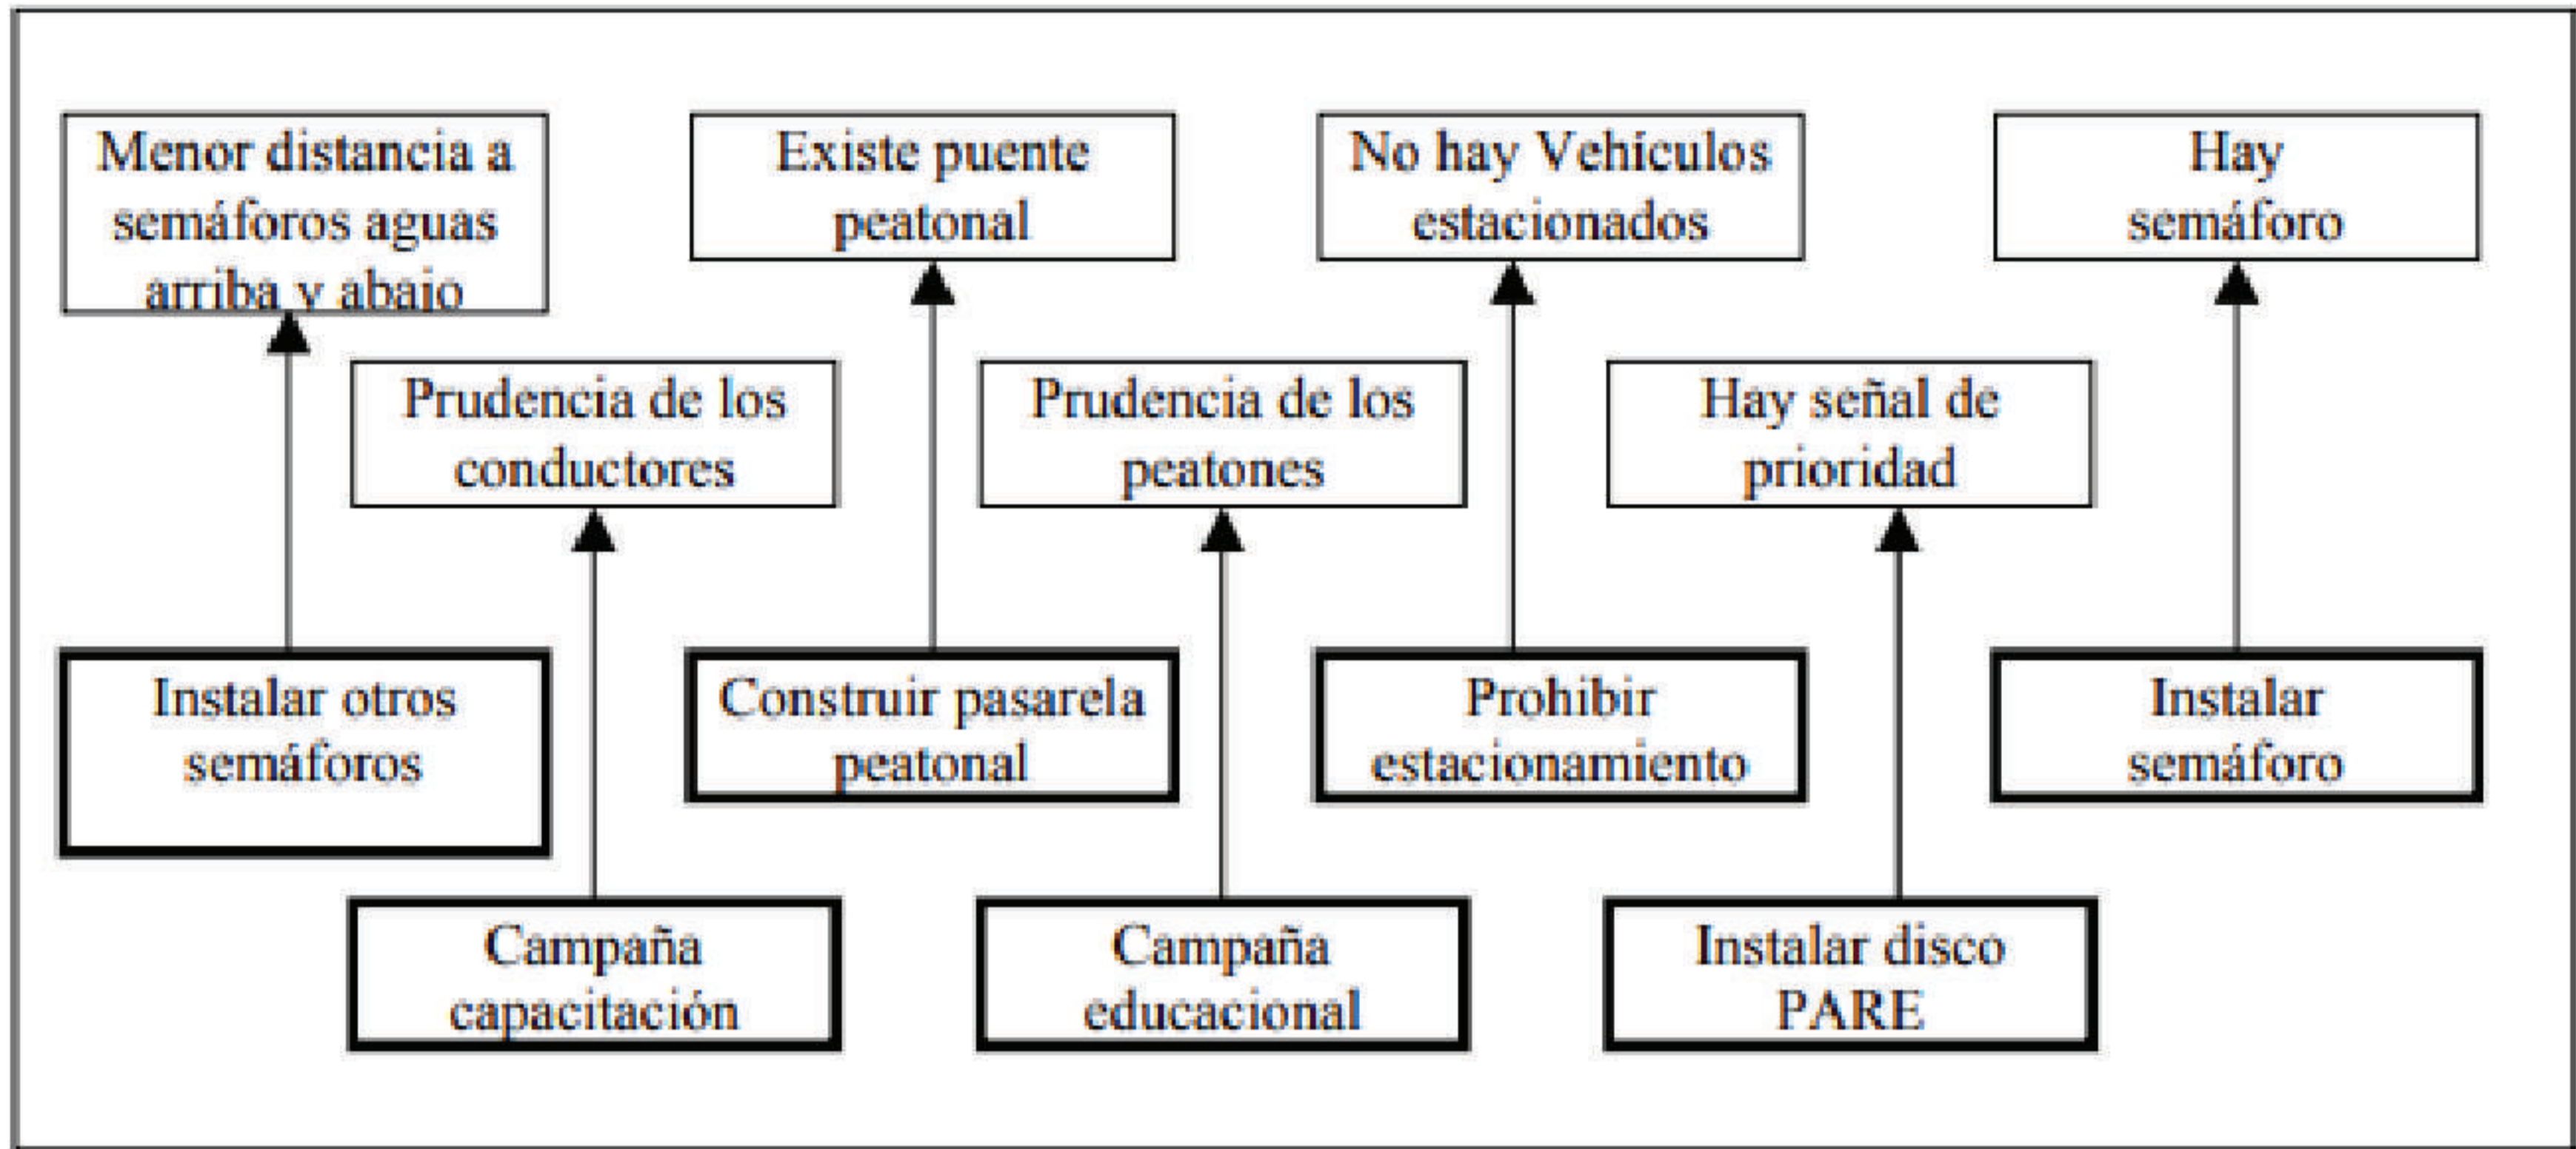 Menor distancia a
semáforos aguas
arriba y abajo
Existe puente
peatonal
No hay Vehículos
estacionados
Hay
semáforo
Prudencia de los
conductores
Prudencia de los
peatones
Hay señal de
prioridad
Instalar otros
semáforos
Construir pasarela
peatonal
Prohibir
estacionamiento
Instalar
semáforo
Campaña
capacitación
Campaña
educacional
Instalar disco
PARE